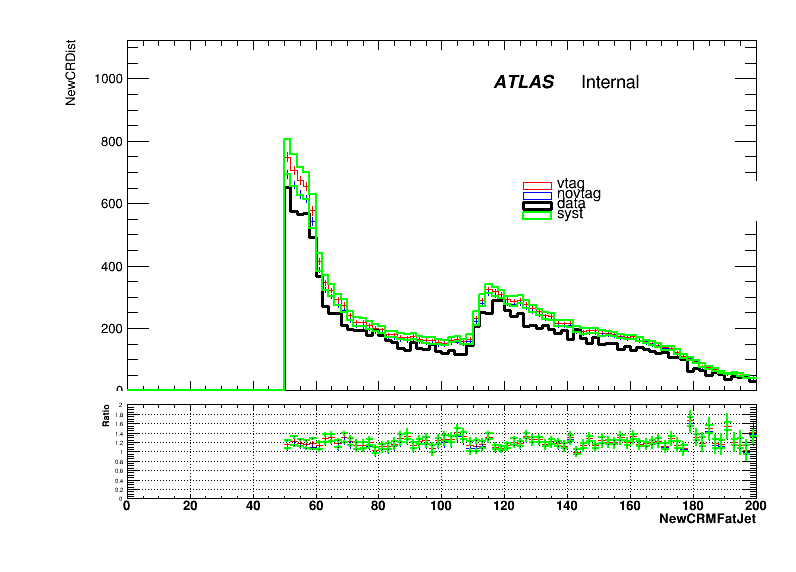 NewCRDist
1000
800
600
400
200
0
ATLAS Internal
vtag
novtag
data
syst
Ratio
2
1.8
1.6
1.4
1.2
1
0.8
0.6
0.4
0.2
0
0 20 40 60 80 100 120 140 160 180 200
NewCRMFatJet